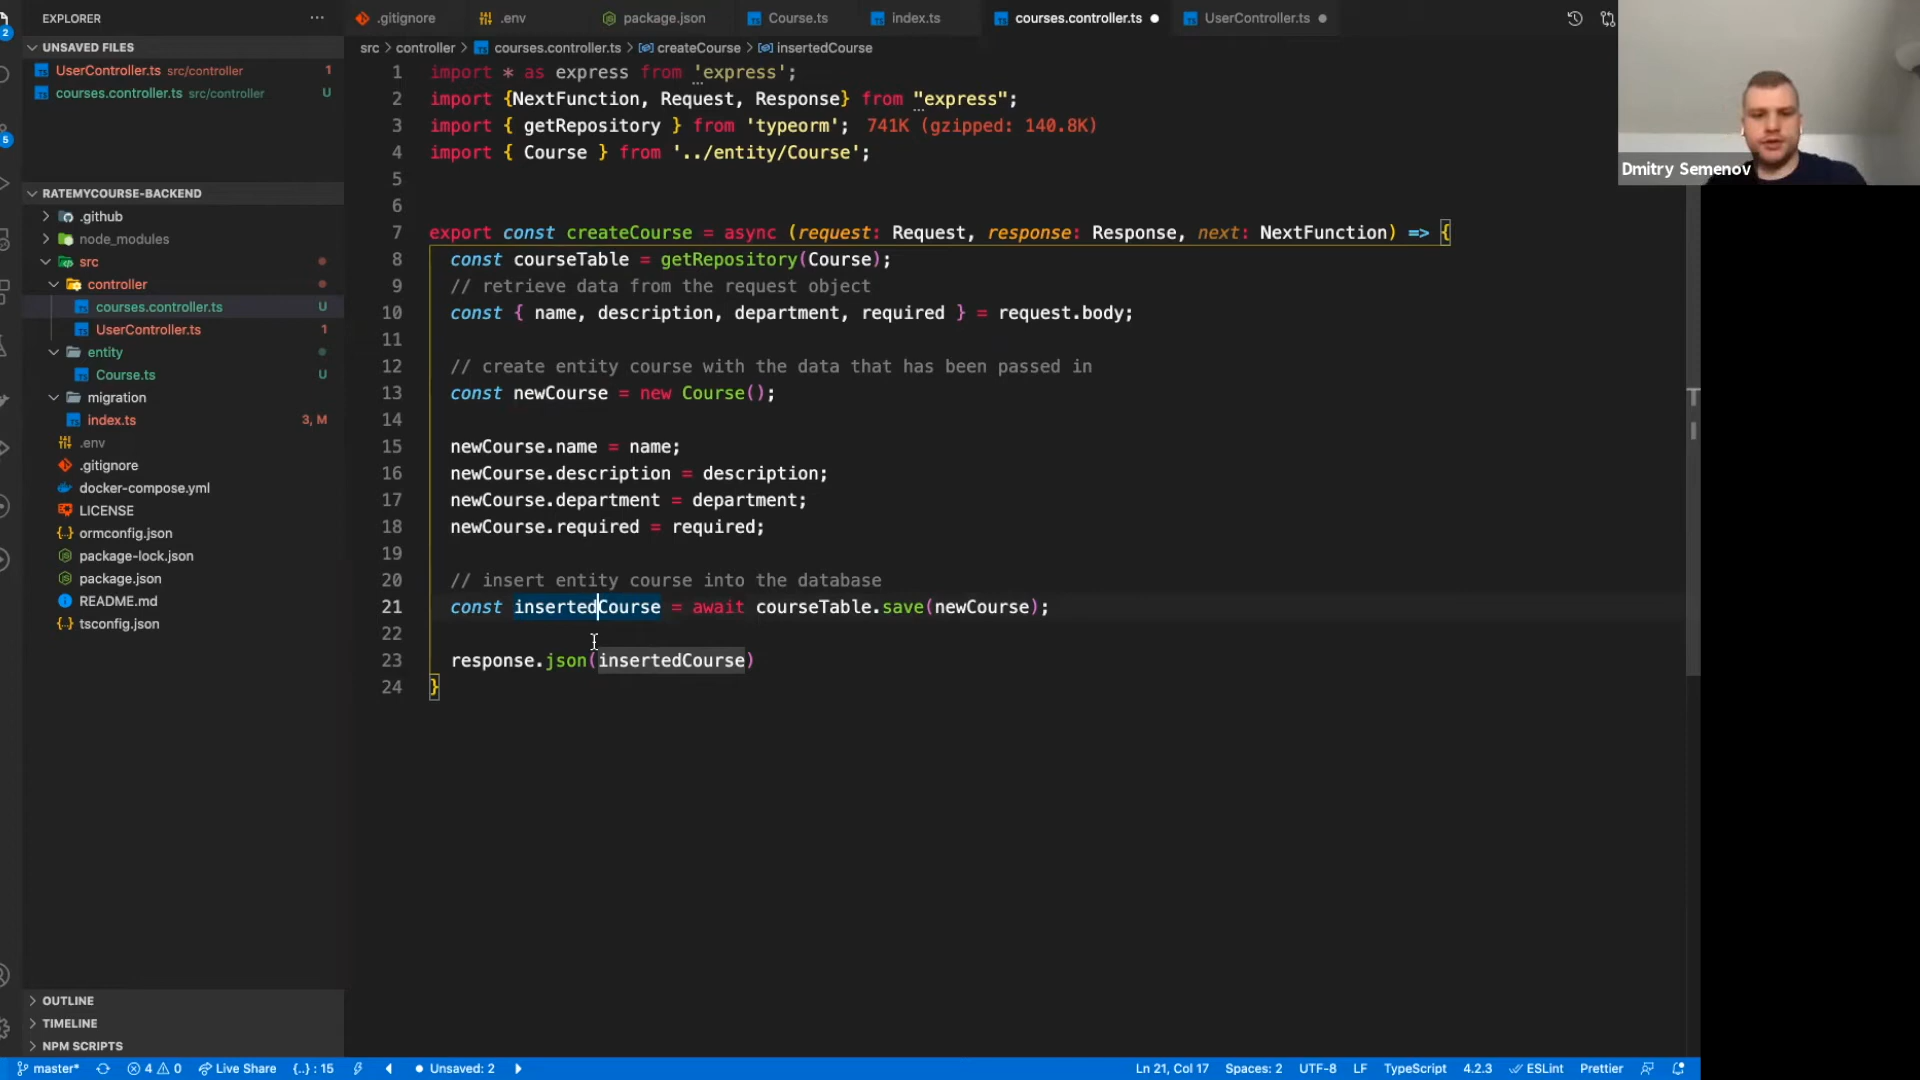 EXPLORER
UNSAVED FILES
UserController.ts src/controller 1
courses.controller.ts src/controller U
RATEMYCOURSE-BACKEND
.github
node_modules
src
controller
courses.controller.ts U
UserController.ts 1
entity
Course.ts U
migration
index.ts 3, M
.env
.gitignore
docker-compose.yml
LICENSE
ormconfig.json
package-lock.json
package.json
README.md
tsconfig.json
OUTLINE
TIMELINE
NPM SCRIPTS
2
5
.gitignore .env package.json Course.ts index.ts courses.controller.ts UserController.ts
src > controller > courses.controller.ts > createCourse > insertedCourse
1 import * as express from 'express';
2 import {NextFunction, Request, Response} from "express";
3 import { getRepository } from 'typeorm'; 741K (gzipped: 140.8K)
4 import { Course } from '../entity/Course';
5
6
7 export const createCourse = async (request: Request, response: Response, next: NextFunction) => {
8 const courseTable = getRepository(Course);
9 // retrieve data from the request object
10 const { name, description, department, required } = request.body;
11
12 // create entity course with the data that has been passed in
13 const newCourse = new Course();
14
15 newCourse.name = name;
16 newCourse.description = description;
17 newCourse.department = department;
18 newCourse.required = required;
19
20 // insert entity course into the database
21 const insertedCourse = await courseTable.save(newCourse);
22
23 response.json(insertedCourse)
24 }
Dmitry Semenov
master* 4 0 Live Share {..} : 15 Unsaved: 2 Ln 21, Col 17 Spaces: 2 UTF-8 LF TypeScript 4.2.3 ESLint Prettier